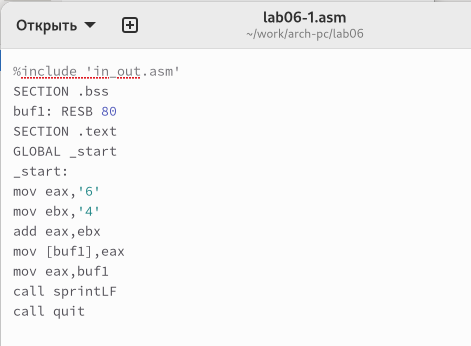 Открыть
lab06-1.asm
~/work/arch-pc/lab06
%include 'in_out.asm'
SECTION .bss
buf1: RESB 80
SECTION .text
GLOBAL _start
_start:
mov eax,'6'
mov ebx,'4'
add eax,ebx
mov [buf1],eax
mov eax,buf1
call sprintLF
call quit